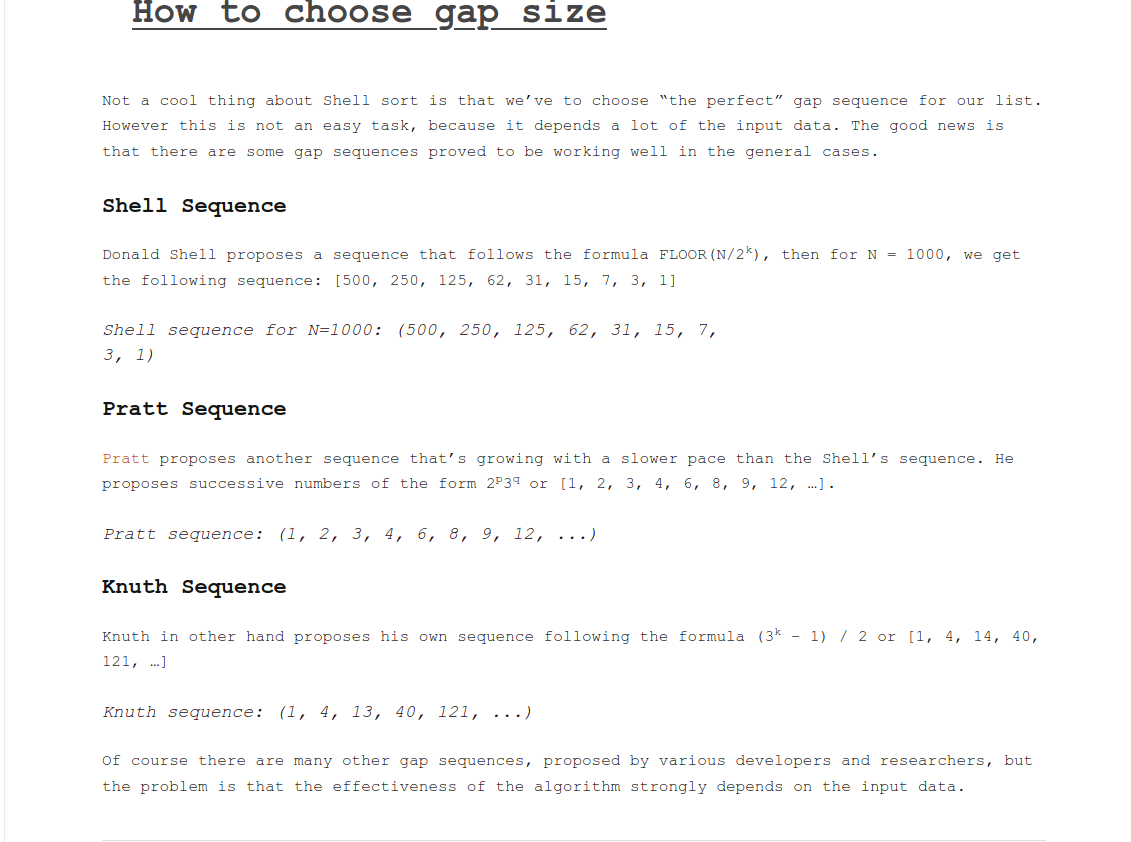 How to choose gap size
Not a cool thing about Shell sort is that we’ve to choose “the perfect” gap sequence for our list.
However this is not an easy task, because it depends a lot of the input data. The good news is
that there are some gap sequences proved to be working well in the general cases.
Shell Sequence
Donald Shell proposes a sequence that follows the formula FLOOR(N/2ᵏ), then for N = 1000, we get
the following sequence: [500, 250, 125, 62, 31, 15, 7, 3, 1]
Shell sequence for N=1000: (500, 250, 125, 62, 31, 15, 7,
3, 1)
Pratt Sequence
Pratt proposes another sequence that’s growing with a slower pace than the Shell’s sequence. He
proposes successive numbers of the form 2ᵖ3𐞥 or [1, 2, 3, 4, 6, 8, 9, 12, …].
Pratt sequence: (1, 2, 3, 4, 6, 8, 9, 12, ...)
Knuth Sequence
Knuth in other hand proposes his own sequence following the formula (3ᵏ – 1) / 2 or [1, 4, 14, 40,
121, …]
Knuth sequence: (1, 4, 13, 40, 121, ...)
Of course there are many other gap sequences, proposed by various developers and researchers, but
the problem is that the effectiveness of the algorithm strongly depends on the input data.